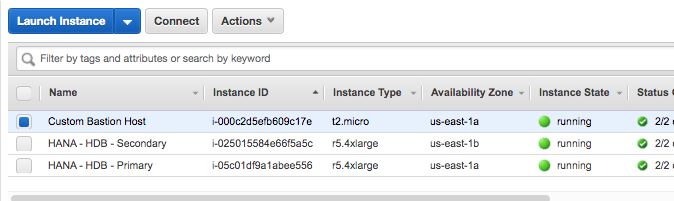 Launch Instance Connect Actions
Filter by tags and attributes or search by keyword
Name Instance ID Instance Type Availability Zone Instance State Status
Custom Bastion Host i-000c2d5efb609c17e t2.micro us-east-1a running 2/2
HANA - HDB - Secondary i-025015584e66f5a5c r5.4xlarge us-east-1b running 2/2
HANA - HDB - Primary i-05c01df9a1abee556 r5.4xlarge us-east-1a running 2/2